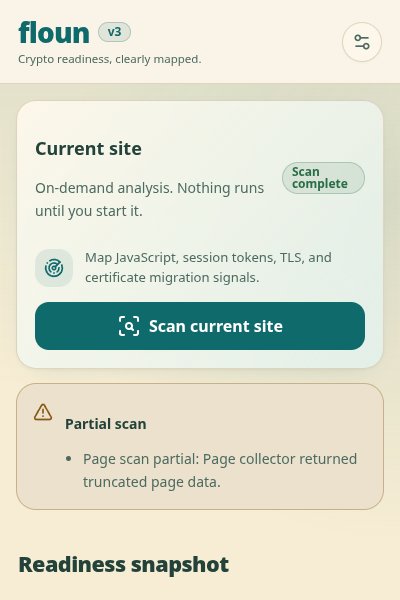 floun v3
Crypto readiness, clearly mapped.
Current site
On-demand analysis. Nothing runs
until you start it.
Scan
complete
Map JavaScript, session tokens, TLS, and
certificate migration signals.
Scan current site
Partial scan
• Page scan partial: Page collector returned
truncated page data.
Readiness snapshot